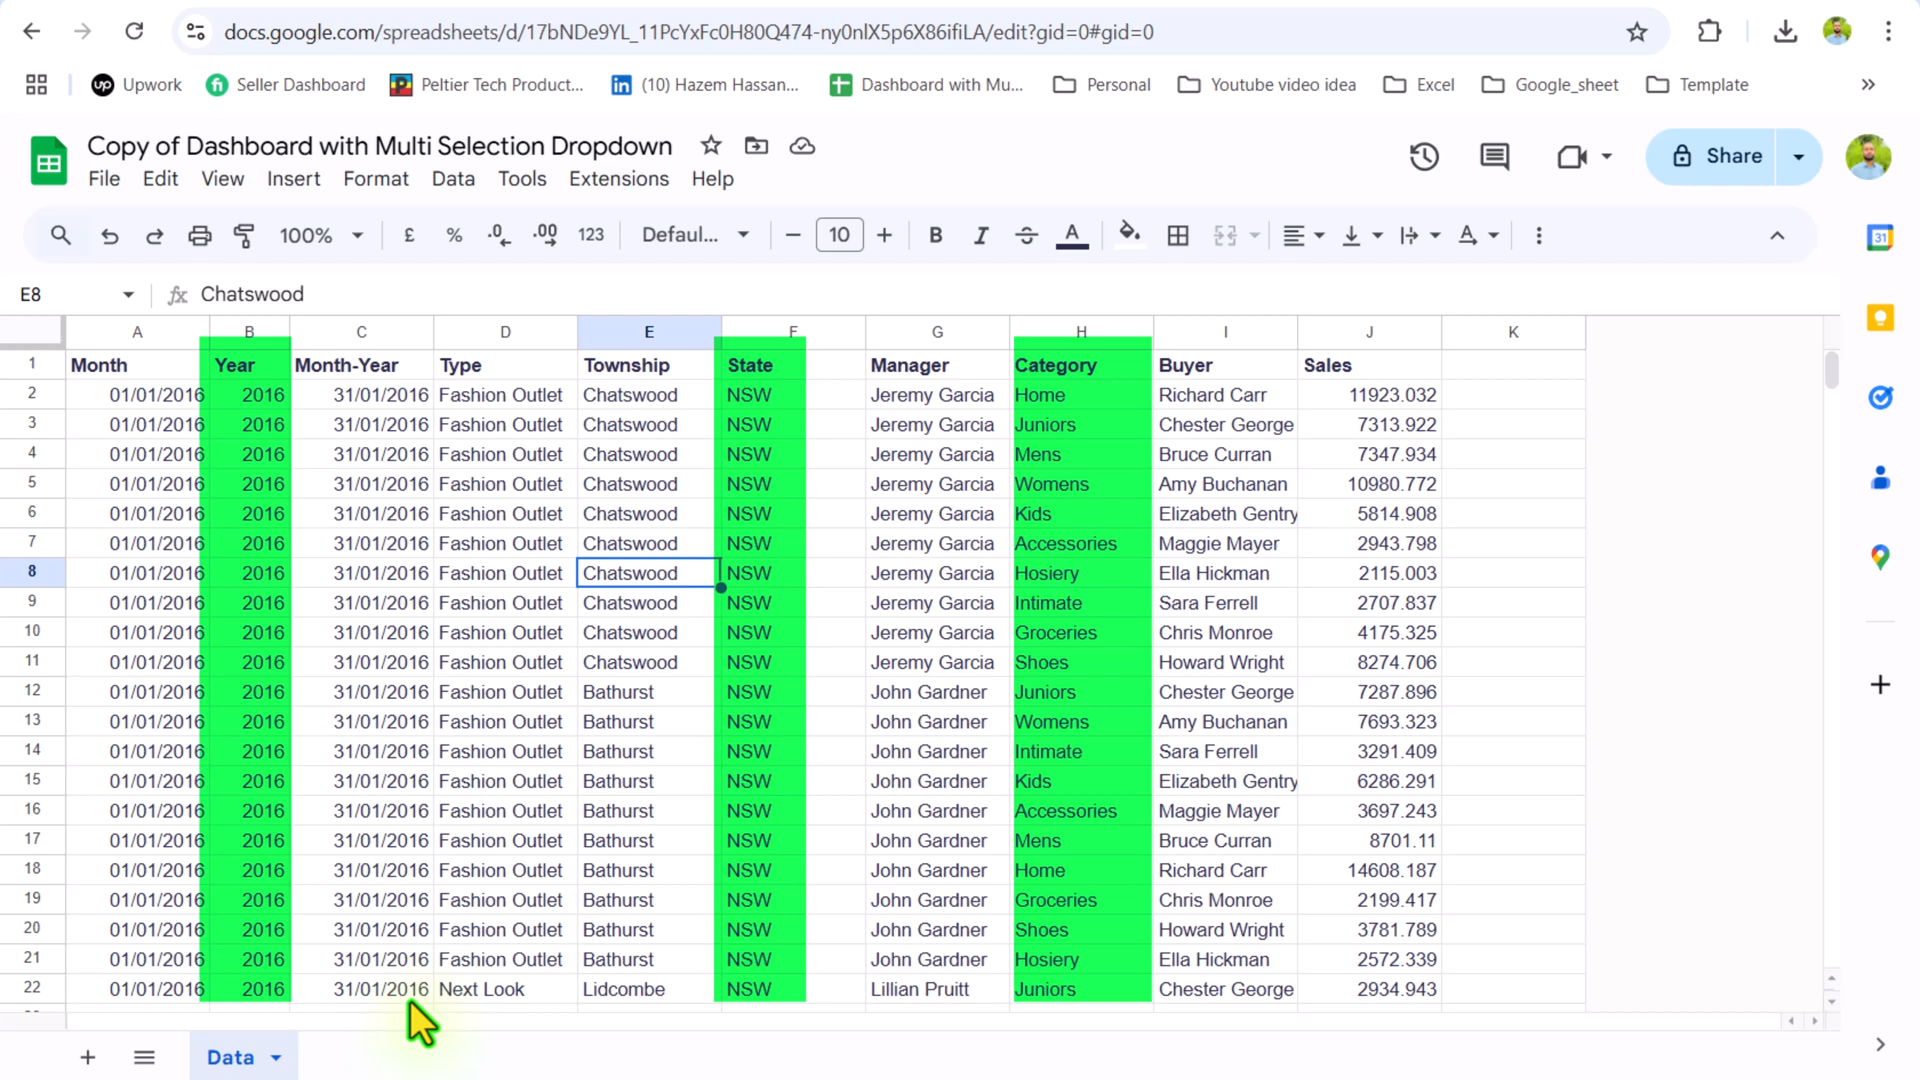 docs.google.com/spreadsheets/d/17bNDe9YL_11PcYxFc0H80Q474-ny0nlX5p6X86ifiLA/edit?gid=0#gid=0
Upwork Seller Dashboard Peltier Tech Product... (10) Hazem Hassan... Dashboard with Mu... Personal Youtube video idea Excel Google_sheet Template
Copy of Dashboard with Multi Selection Dropdown
File Edit View Insert Format Data Tools Extensions Help
Share
100% £ % .0 .00 123 Defaul... 10 B I A
E8 fx Chatswood
A B C D E F G H I J K
1 Month Year Month-Year Type Township State Manager Category Buyer Sales
2 01/01/2016 2016 31/01/2016 Fashion Outlet Chatswood NSW Jeremy Garcia Home Richard Carr 11923.032
3 01/01/2016 2016 31/01/2016 Fashion Outlet Chatswood NSW Jeremy Garcia Juniors Chester George 7313.922
4 01/01/2016 2016 31/01/2016 Fashion Outlet Chatswood NSW Jeremy Garcia Mens Bruce Curran 7347.934
5 01/01/2016 2016 31/01/2016 Fashion Outlet Chatswood NSW Jeremy Garcia Womens Amy Buchanan 10980.772
6 01/01/2016 2016 31/01/2016 Fashion Outlet Chatswood NSW Jeremy Garcia Kids Elizabeth Gentry 5814.908
7 01/01/2016 2016 31/01/2016 Fashion Outlet Chatswood NSW Jeremy Garcia Accessories Maggie Mayer 2943.798
8 01/01/2016 2016 31/01/2016 Fashion Outlet Chatswood NSW Jeremy Garcia Hosiery Ella Hickman 2115.003
9 01/01/2016 2016 31/01/2016 Fashion Outlet Chatswood NSW Jeremy Garcia Intimate Sara Ferrell 2707.837
10 01/01/2016 2016 31/01/2016 Fashion Outlet Chatswood NSW Jeremy Garcia Groceries Chris Monroe 4175.325
11 01/01/2016 2016 31/01/2016 Fashion Outlet Chatswood NSW Jeremy Garcia Shoes Howard Wright 8274.706
12 01/01/2016 2016 31/01/2016 Fashion Outlet Bathurst NSW John Gardner Juniors Chester George 7287.896
13 01/01/2016 2016 31/01/2016 Fashion Outlet Bathurst NSW John Gardner Womens Amy Buchanan 7693.323
14 01/01/2016 2016 31/01/2016 Fashion Outlet Bathurst NSW John Gardner Intimate Sara Ferrell 3291.409
15 01/01/2016 2016 31/01/2016 Fashion Outlet Bathurst NSW John Gardner Kids Elizabeth Gentry 6286.291
16 01/01/2016 2016 31/01/2016 Fashion Outlet Bathurst NSW John Gardner Accessories Maggie Mayer 3697.243
17 01/01/2016 2016 31/01/2016 Fashion Outlet Bathurst NSW John Gardner Mens Bruce Curran 8701.11
18 01/01/2016 2016 31/01/2016 Fashion Outlet Bathurst NSW John Gardner Home Richard Carr 14608.187
19 01/01/2016 2016 31/01/2016 Fashion Outlet Bathurst NSW John Gardner Groceries Chris Monroe 2199.417
20 01/01/2016 2016 31/01/2016 Fashion Outlet Bathurst NSW John Gardner Shoes Howard Wright 3781.789
21 01/01/2016 2016 31/01/2016 Fashion Outlet Bathurst NSW John Gardner Hosiery Ella Hickman 2572.339
22 01/01/2016 2016 31/01/2016 Next Look Lidcombe NSW Lillian Pruitt Juniors Chester George 2934.943
Data